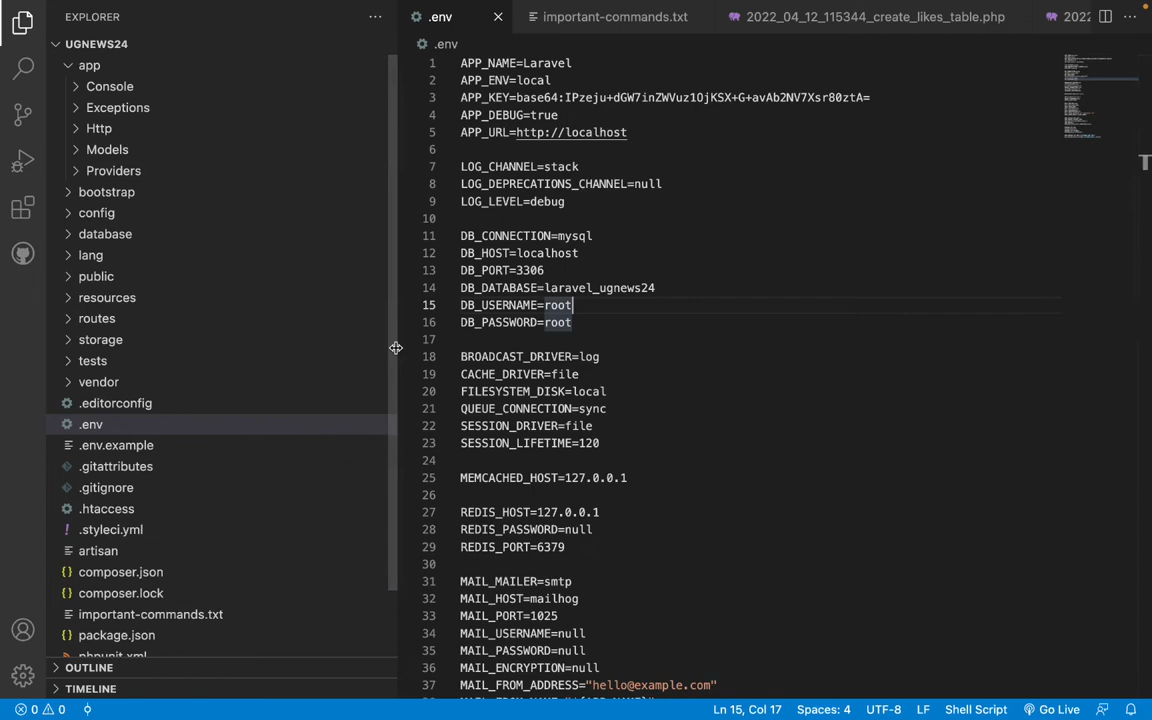 EXPLORER
UGNEWS24
app
Console
Exceptions
Http
Models
Providers
bootstrap
config
database
lang
public
resources
routes
storage
tests
vendor
.editorconfig
.env
.env.example
.gitattributes
.gitignore
.htaccess
.styleci.yml
artisan
composer.json
composer.lock
important-commands.txt
package.json
phpunit.xml
OUTLINE
TIMELINE
.env
important-commands.txt
2022_04_12_115344_create_likes_table.php
2022
.env
1 APP_NAME=Laravel
2 APP_ENV=local
3 APP_KEY=base64:IPzeju+dGW7inZWVuz1OjKSX+G+avAb2NV7Xsr80ztA=
4 APP_DEBUG=true
5 APP_URL=http://localhost
6
7 LOG_CHANNEL=stack
8 LOG_DEPRECATIONS_CHANNEL=null
9 LOG_LEVEL=debug
10
11 DB_CONNECTION=mysql
12 DB_HOST=localhost
13 DB_PORT=3306
14 DB_DATABASE=laravel_ugnews24
15 DB_USERNAME=root
16 DB_PASSWORD=root
17
18 BROADCAST_DRIVER=log
19 CACHE_DRIVER=file
20 FILESYSTEM_DISK=local
21 QUEUE_CONNECTION=sync
22 SESSION_DRIVER=file
23 SESSION_LIFETIME=120
24
25 MEMCACHED_HOST=127.0.0.1
26
27 REDIS_HOST=127.0.0.1
28 REDIS_PASSWORD=null
29 REDIS_PORT=6379
30
31 MAIL_MAILER=smtp
32 MAIL_HOST=mailhog
33 MAIL_PORT=1025
34 MAIL_USERNAME=null
35 MAIL_PASSWORD=null
36 MAIL_ENCRYPTION=null
37 MAIL_FROM_ADDRESS="hello@example.com"
0 0
Ln 15, Col 17 Spaces: 4 UTF-8 LF Shell Script Go Live